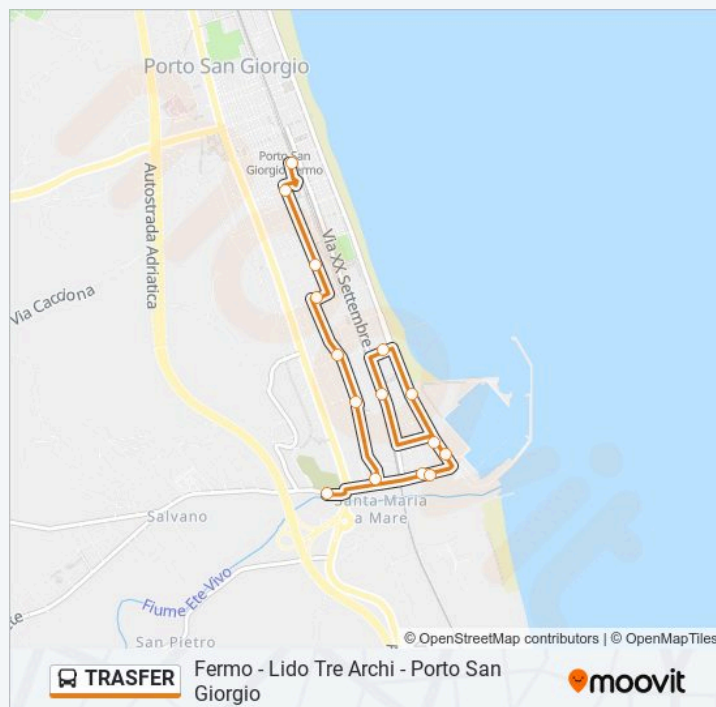 Porto San Giorgio
Porto San
Giorgio Fermo
Autostrada Adriatica
Via XX Settembre
Via Cacciona
Salvano
Santa Maria
a Mare
Fiume Ete Vivo
San Pietro
© OpenStreetMap contributors | © OpenMapTiles
TRASFER
Fermo - Lido Tre Archi - Porto San
Giorgio
moovit